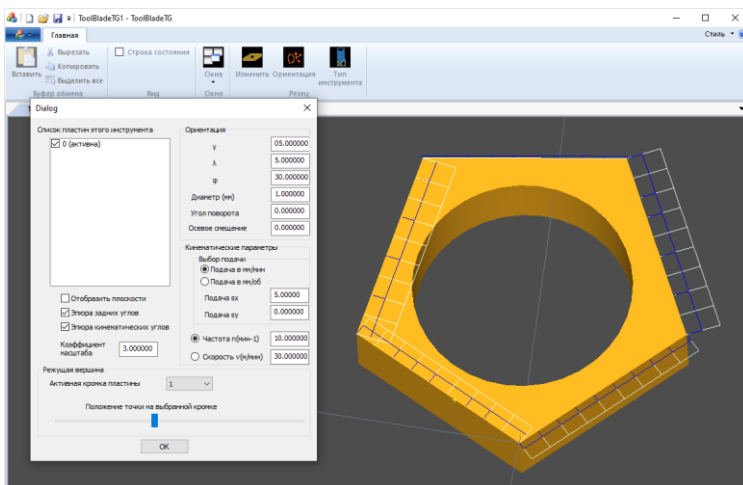 ToolBladeTG1 - ToolBladeTG
Главная
Стиль
Вставить
Вырезать
Копировать
Выделить все
Буфер обмена
Строка состояния
Вид
Окна
Окно
Изменить
Ориентация
Тип инструмента
Резец
Dialog
Список пластин этого инструмента
0 (активна)
Отобразить плоскости
Эпюра задних углов
Эпюра кинематических углов
Коэффициент
масштаба
3.000000
Ориентация
γ
05.000000
λ
5.000000
φ
30.000000
Диаметр (мм)
1.000000
Угол поворота
0.000000
Осевое смещение
0.000000
Кинематические параметры
Выбор подачи
Подача в мм/мин
Подача в мм/об
Подача sx
5.00000
Подача sy
0.000000
Частота n(мин-1)
10.000000
Скорость v(м/мин)
30.000000
Режущая вершина
Активная кромка пластины
1
Положение точки на выбранной кромке
OK